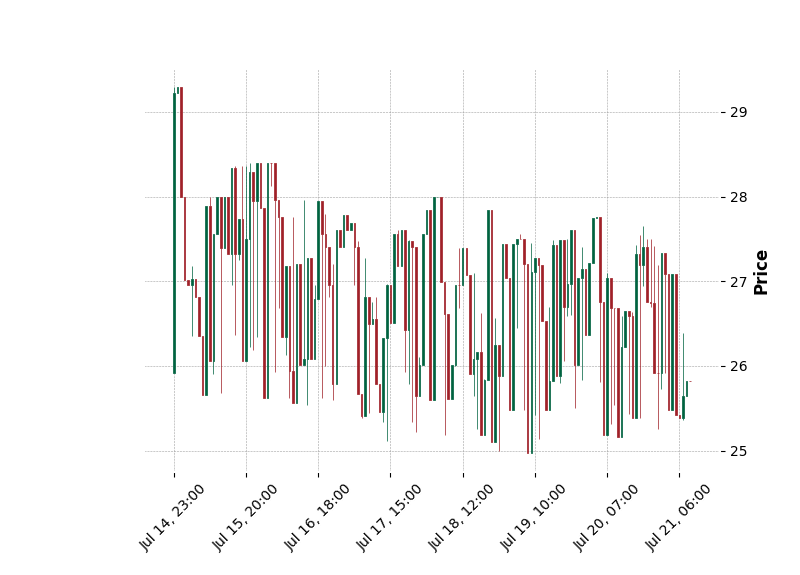 29
28
27
26
25
Price
Jul 14, 23:00
Jul 15, 20:00
Jul 16, 18:00
Jul 17, 15:00
Jul 18, 12:00
Jul 19, 10:00
Jul 20, 07:00
Jul 21, 06:00